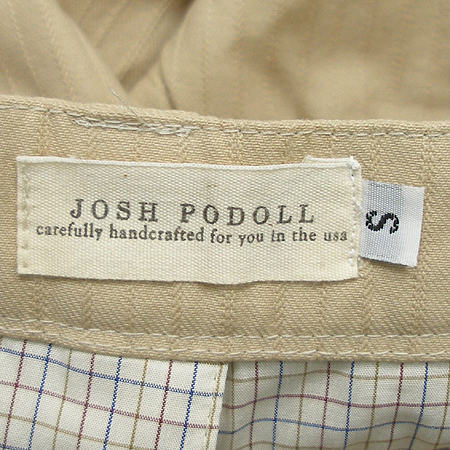 JOSH PODOLL
carefully handcrafted for you in the usa
S